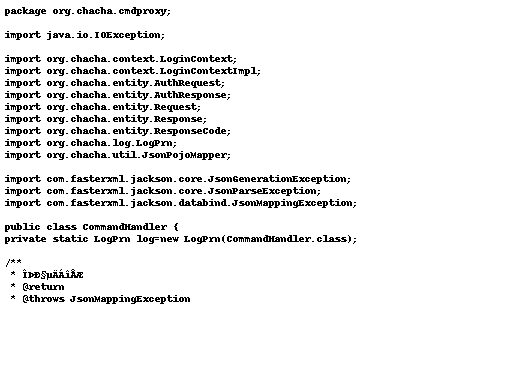 package org.chacha.cmdproxy;
import java.io.IOException;
import org.chacha.context.LoginContext;
import org.chacha.context.LoginContextImpl;
import org.chacha.entity.AuthRequest;
import org.chacha.entity.AuthResponse;
import org.chacha.entity.Request;
import org.chacha.entity.Response;
import org.chacha.entity.ResponseCode;
import org.chacha.log.LogPrn;
import org.chacha.util.JsonPojoMapper;
import com.fasterxml.jackson.core.JsonGenerationException;
import com.fasterxml.jackson.core.JsonParseException;
import com.fasterxml.jackson.databind.JsonMappingException;
public class CommandHandler {
private static LogPrn log=new LogPrn(CommandHandler.class);
/**
* ÎÞÐ§µÄÁîÅÆ
* @return
* @throws JsonMappingException